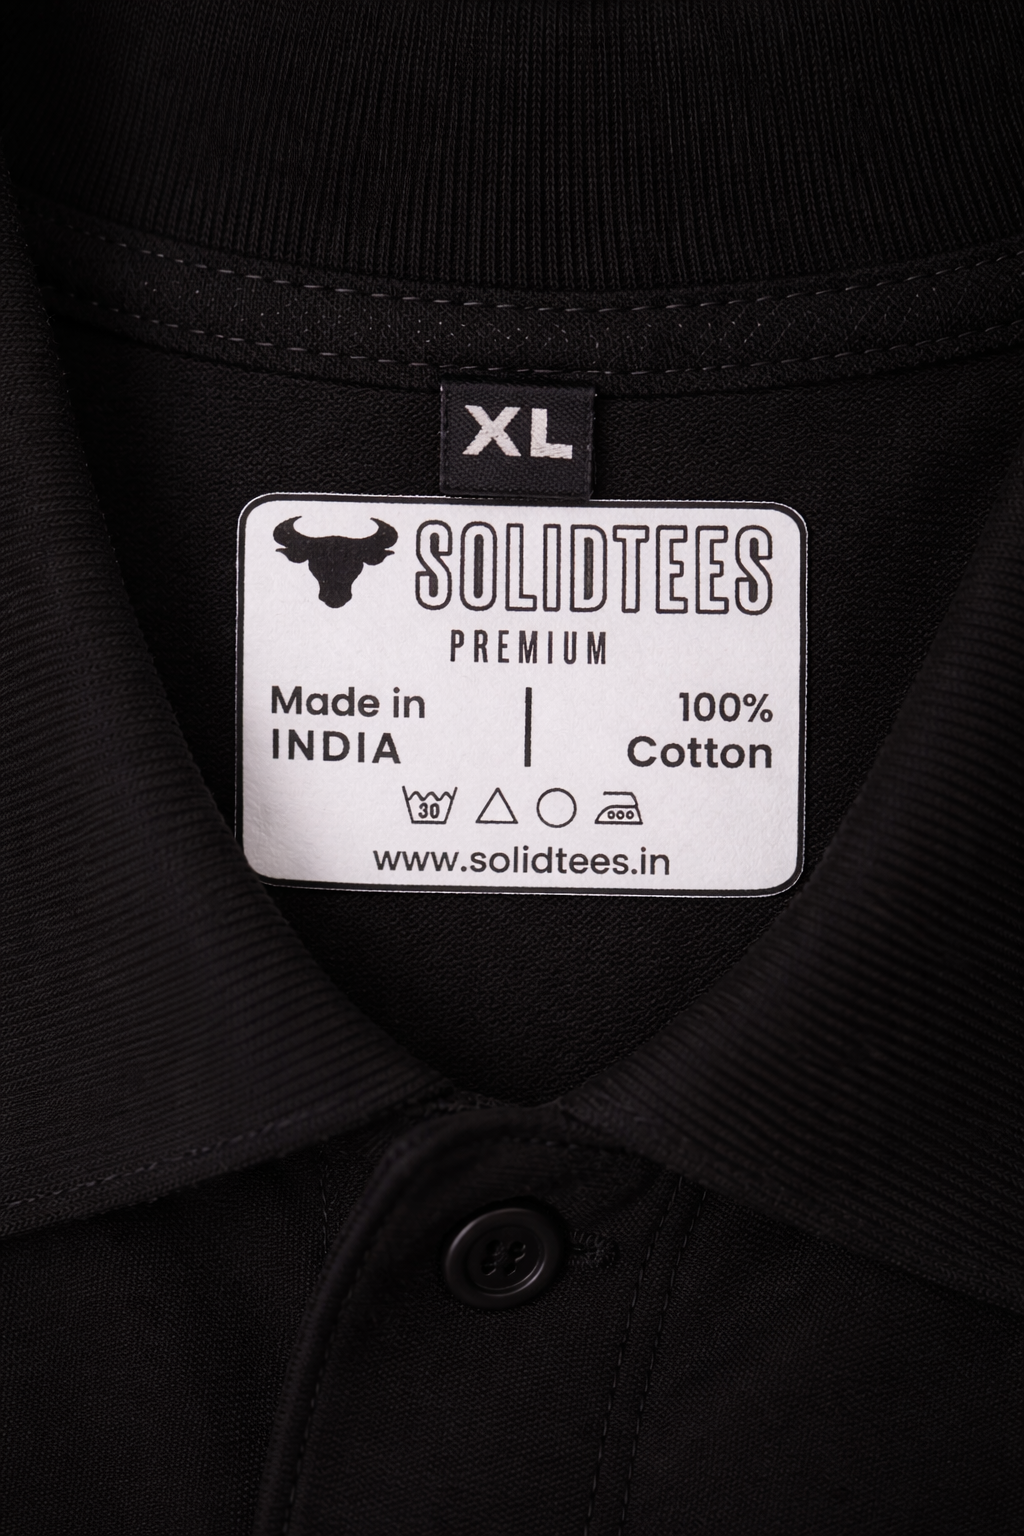 XL
SOLIDTEES
PREMIUM
Made in
INDIA
100%
Cotton
30
www.solidtees.in